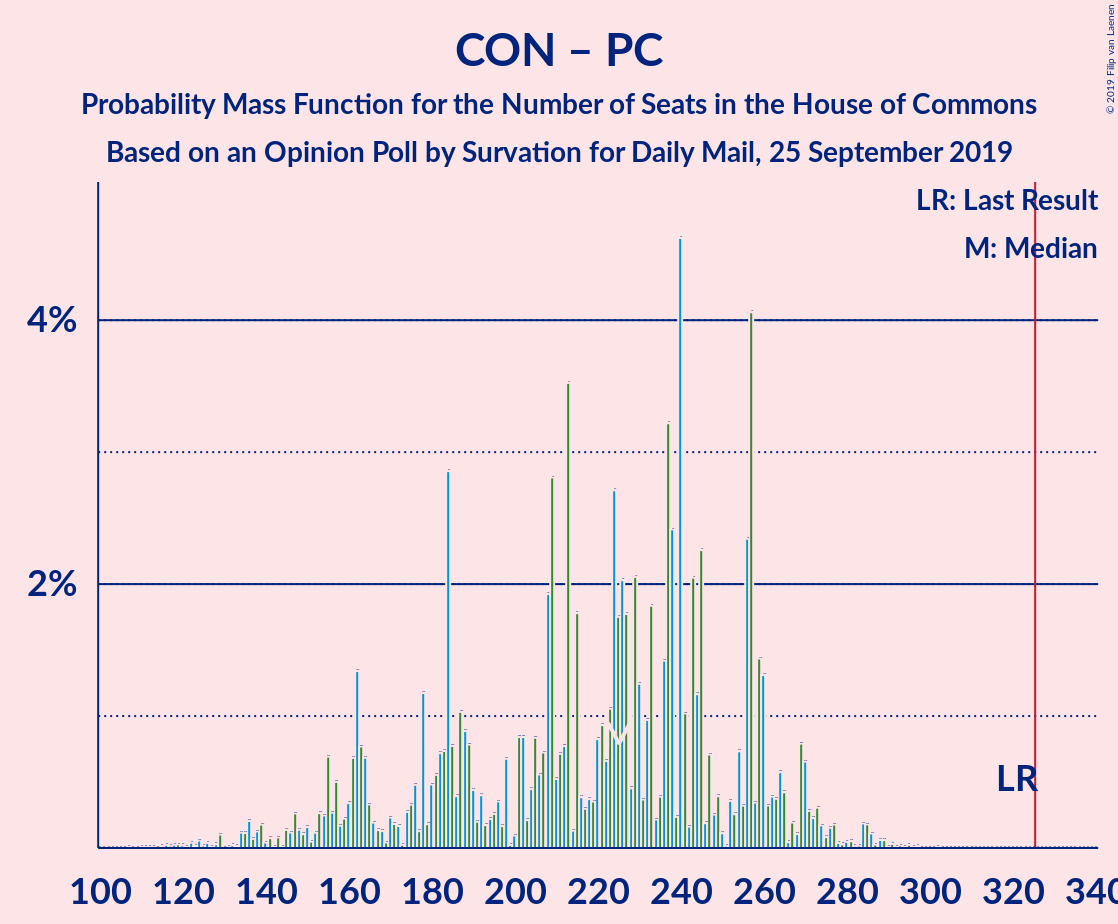 CON – PC
Probability Mass Function for the Number of Seats in the House of Commons
Based on an Opinion Poll by Survation for Daily Mail, 25 September 2019
© 2019 Filip van Laenen
LR: Last Result
M: Median
4%
2%
LR
100 120 140 160 180 200 220 240 260 280 300 320 340